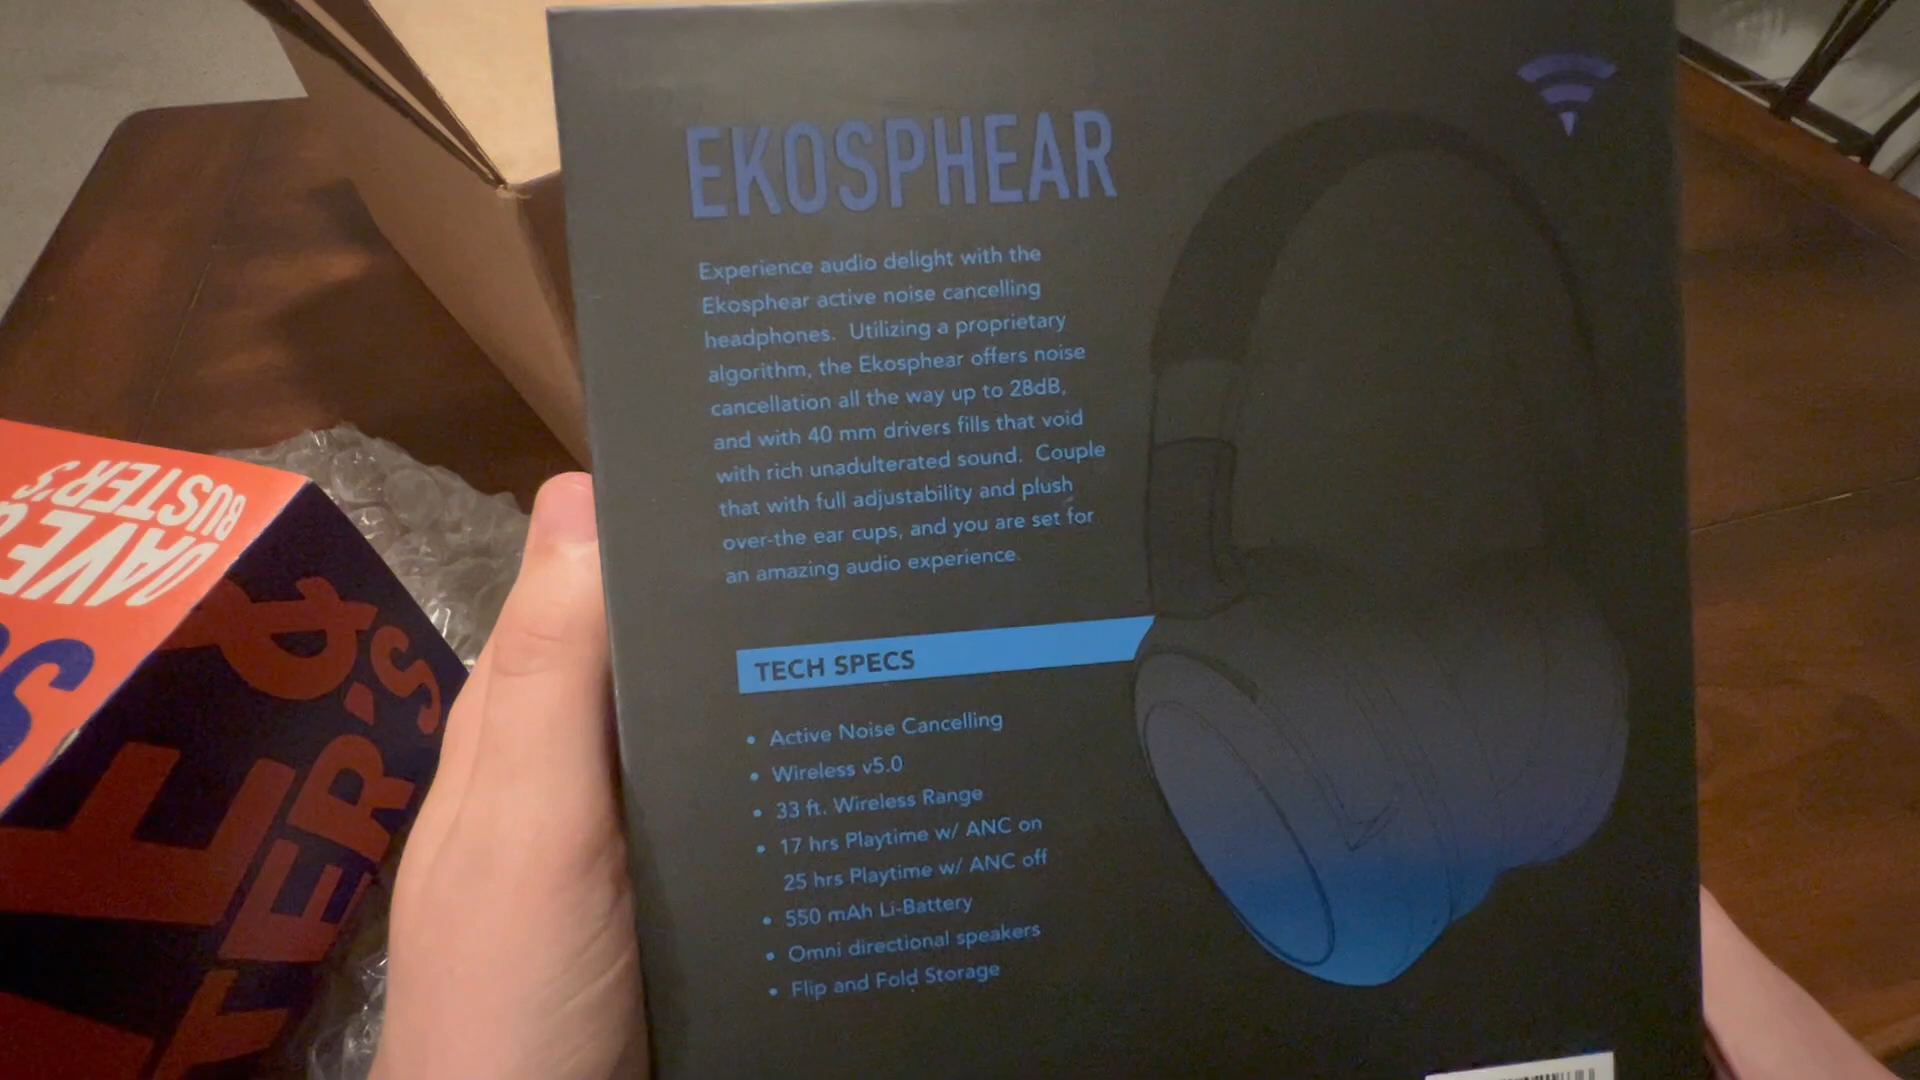 EKOSPHEAR
Experience audio delight with the
Ekosphear active noise cancelling
headphones. Utilizing a proprietary
algorithm, the Ekosphear offers noise
cancellation all the way up to 28dB,
and with 40 mm drivers fills that void
with rich unadulterated sound. Couple
that with full adjustability and plush
over-the ear cups, and you are set for
an amazing audio experience.
TECH SPECS
• Active Noise Cancelling
• Wireless v5.0
• 33 ft. Wireless Range
• 17 hrs Playtime w/ ANC on
25 hrs Playtime w/ ANC off
• 550 mAh Li-Battery
• Omni directional speakers
• Flip and Fold Storage
DAVE &
BUSTER'S
E &
TER'S